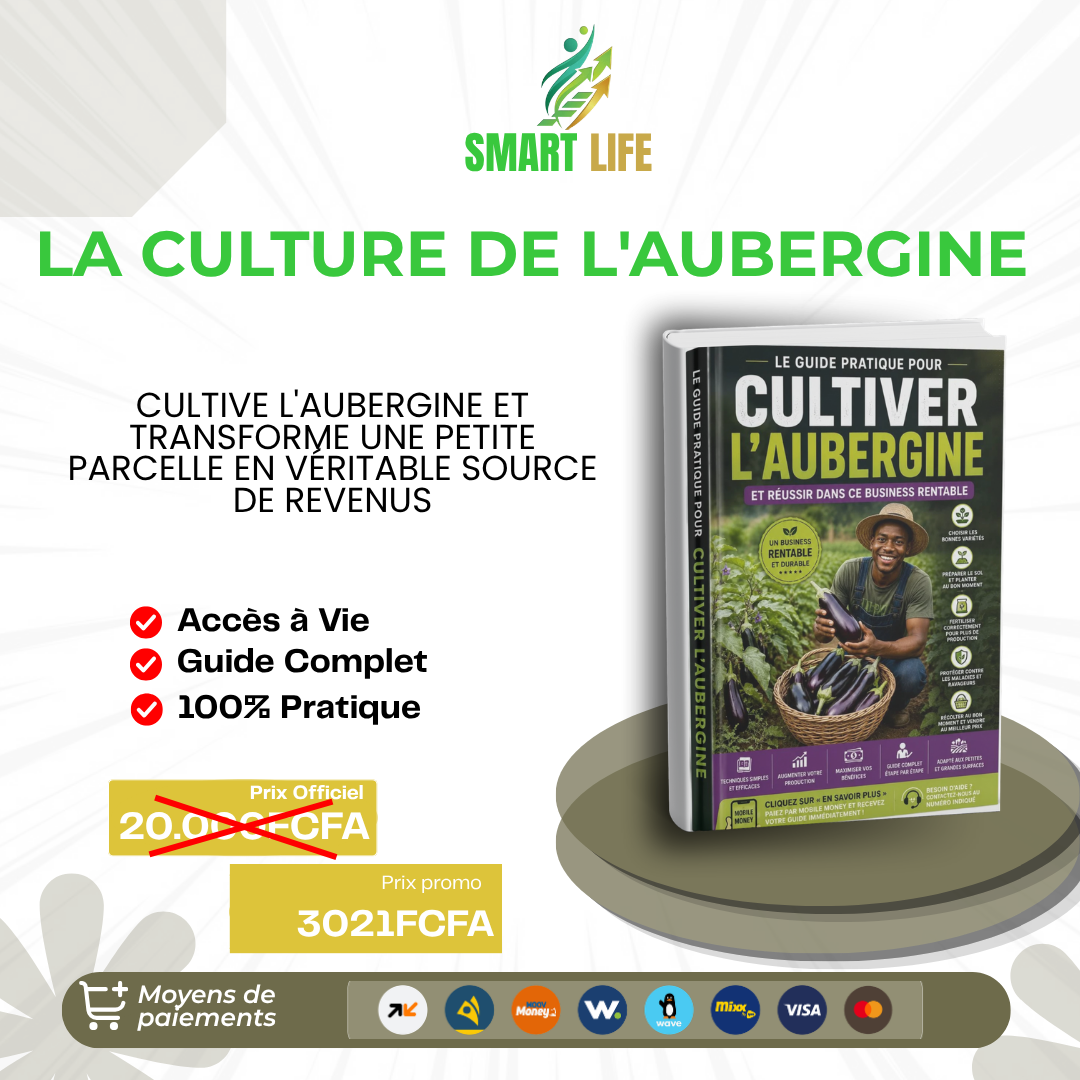 SMART LIFE
LA CULTURE DE L'AUBERGINE
CULTIVE L'AUBERGINE ET
TRANSFORME UNE PETITE
PARCELLE EN VÉRITABLE SOURCE
DE REVENUS
Accès à Vie
Guide Complet
100% Pratique
Prix Officiel
20.000FCFA
Prix promo
3021FCFA
LE GUIDE PRATIQUE POUR CULTIVER L'AUBERGINE
LE GUIDE PRATIQUE POUR
CULTIVER
L'AUBERGINE
ET RÉUSSIR DANS CE BUSINESS RENTABLE
UN BUSINESS
RENTABLE
ET DURABLE
CHOISIR LES
BONNES VARIÉTÉS
PRÉPARER LE SOL
ET PLANTER
AU BON MOMENT
FERTILISER
CORRECTEMENT
POUR PLUS DE
PRODUCTION
PROTÉGER CONTRE
LES MALADIES ET
RAVAGEURS
RÉCOLTER AU BON
MOMENT ET VENDRE
AU MEILLEUR PRIX
TECHNIQUES SIMPLES
ET EFFICACES
AUGMENTER VOTRE
PRODUCTION
MAXIMISER VOS
BÉNÉFICES
GUIDE COMPLET
ÉTAPE PAR ÉTAPE
ADAPTÉ AUX PETITES
ET GRANDES SURFACES
MOBILE
MONEY
CLIQUEZ SUR « EN SAVOIR PLUS »
PAIEZ PAR MOBILE MONEY ET RECEVEZ
VOTRE GUIDE IMMÉDIATEMENT !
BESOIN D'AIDE ?
CONTACTEZ-NOUS AU
NUMÉRO INDIQUÉ
Moyens de
paiements
MOOV
Money
W.
wave
mixx
VISA